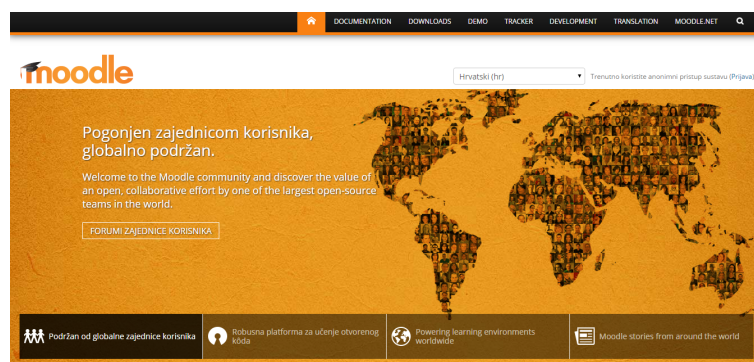 DOCUMENTATION DOWNLOADS DEMO TRACKER DEVELOPMENT TRANSLATION MOODLE.NET
moodle
Hrvatski (hr)
Trenutno koristite anonimni pristup sustavu (Prijava)
Pogonjen zajednicom korisnika,
globalno podržan.
Welcome to the Moodle community and discover the value of
an open, collaborative effort by one of the largest open-source
teams in the world.
FORUMI ZAJEDNICE KORISNIKA
Podržan od globalne zajednice korisnika
Robusna platforma za učenje otvorenog
kôda
Powering learning environments
worldwide
Moodle stories from around the world